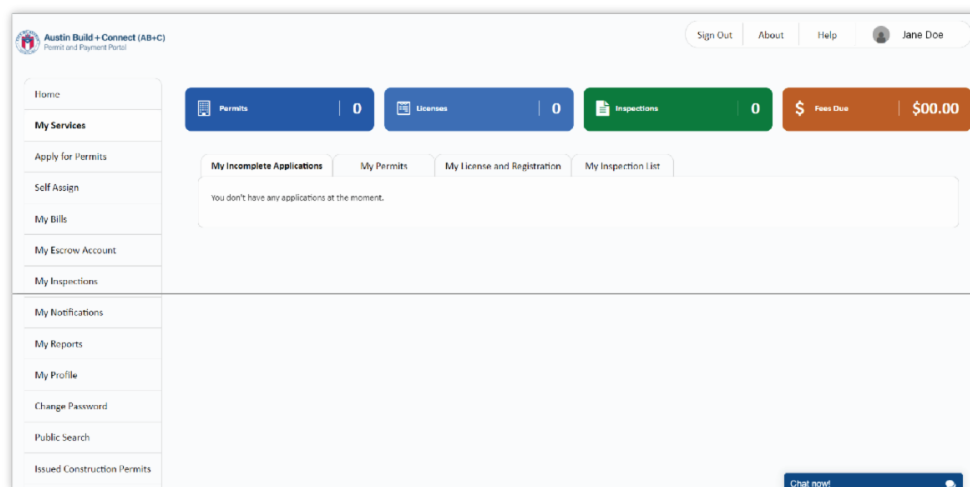 Austin Build + Connect (AB+C)
Permit and Payment Portal
Sign Out About Help Jane Doe
Home
My Services
Apply for Permits
Self Assign
My Bills
My Escrow Account
My Inspections
My Notifications
My Reports
My Profile
Change Password
Public Search
Issued Construction Permits
Permits 0
Licenses 0
Inspections 0
$ Fees Due $00.00
My Incomplete Applications My Permits My License and Registration My Inspection List
You don't have any applications at the moment.
Chat now!